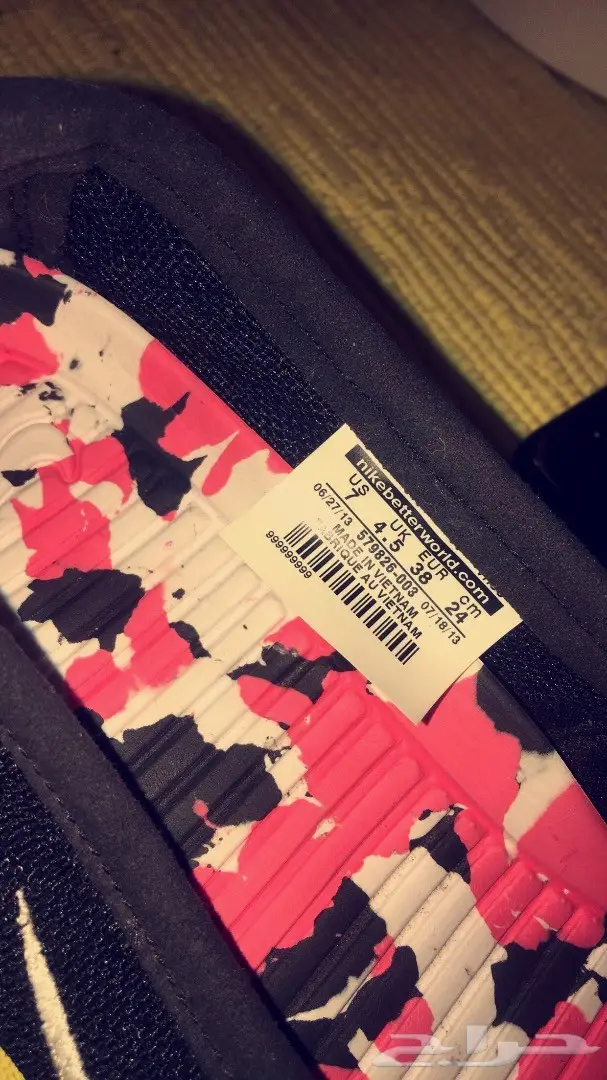 nikebetterworld.com
US UK EUR cm
7 4.5 38 24
06/27/13 579826-003 07/18/13
MADE IN VIETNAM
FABRIQUE AU VIETNAM
999999999
حراج